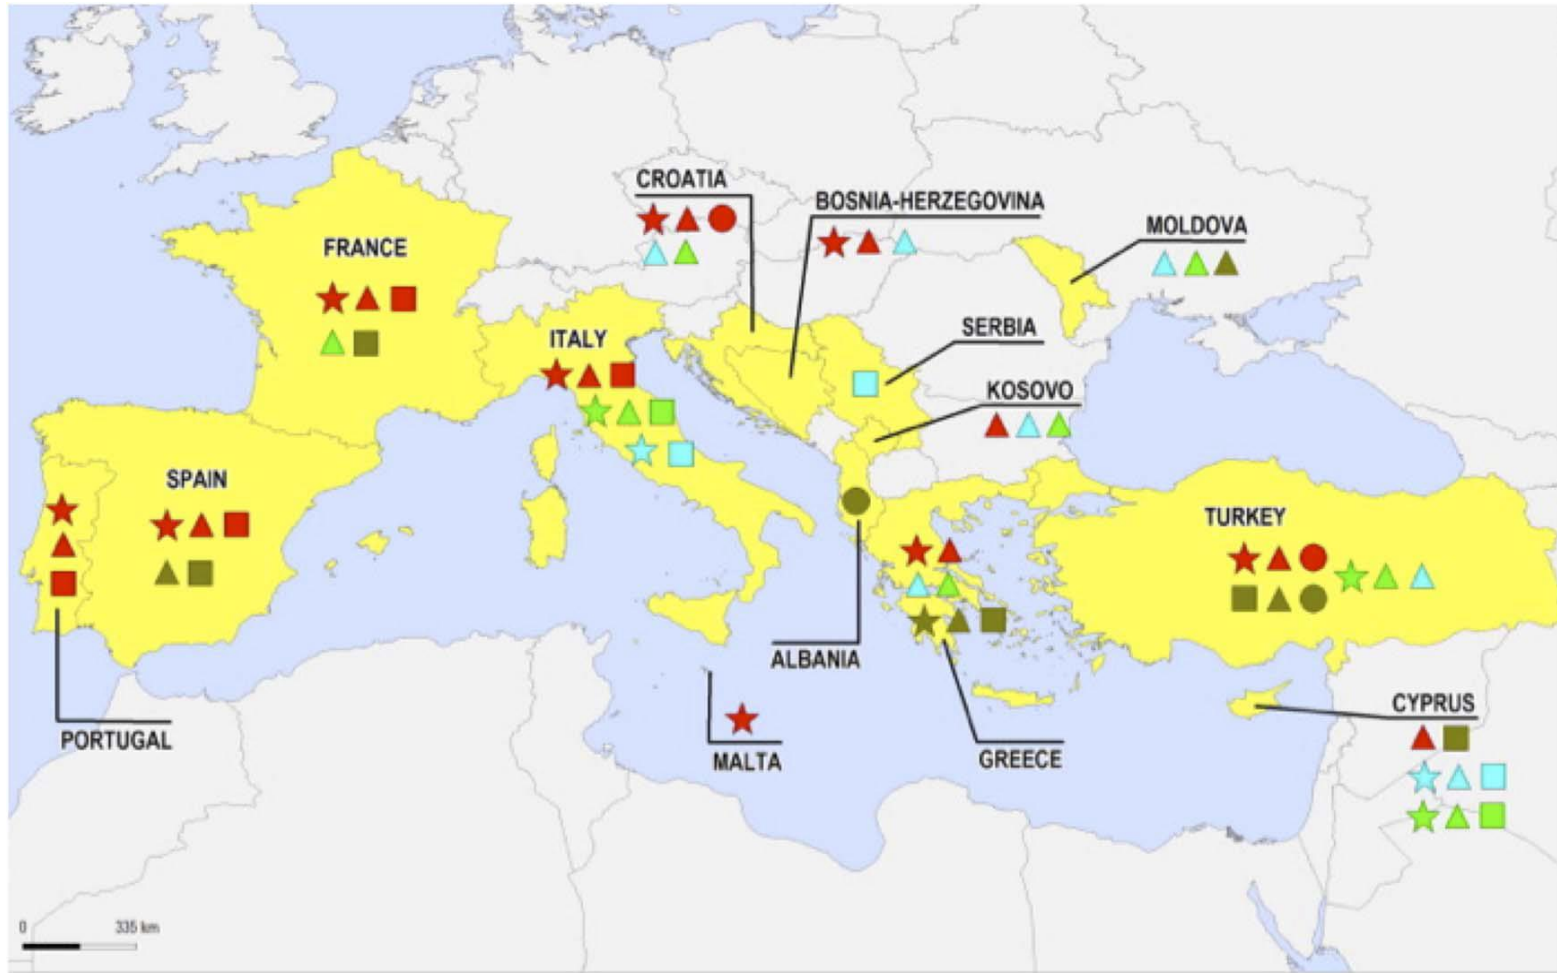 CROATIA
BOSNIA-HERZEGOVINA
MOLDOVA
FRANCE
SERBIA
ITALY
KOSOVO
SPAIN
TURKEY
ALBANIA
CYPRUS
PORTUGAL
MALTA
GREECE
0 335 km